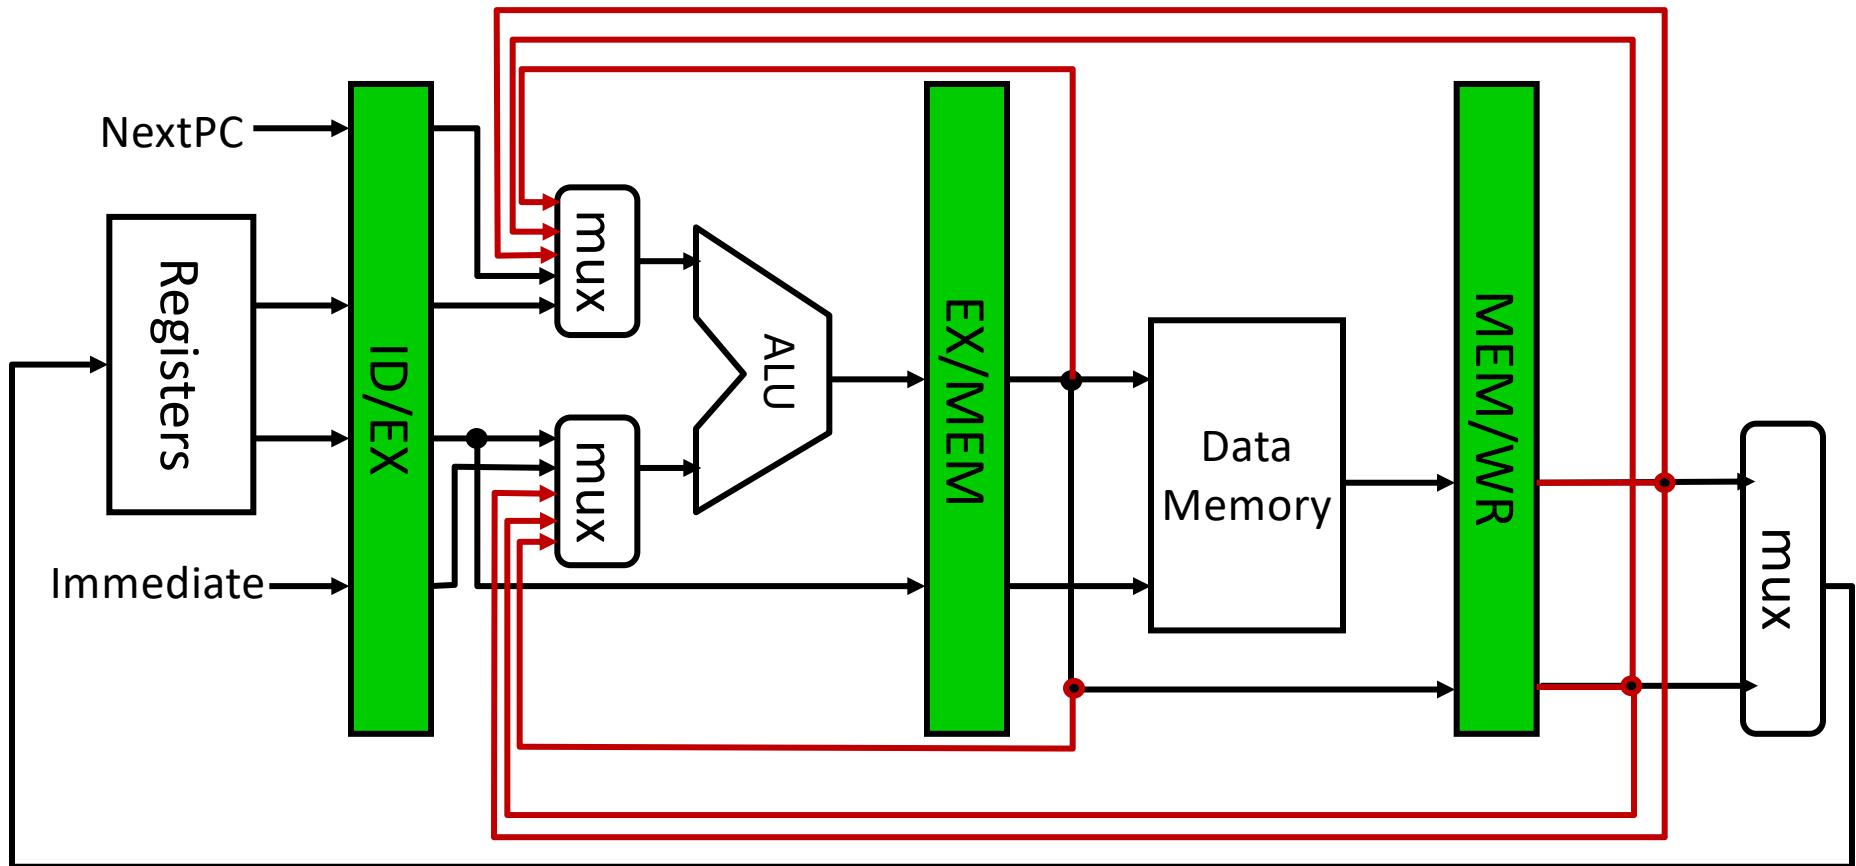 NextPC
Registers
Immediate
ID/EX
mux
mux
ALU
EX/MEM
Data
Memory
MEM/WR
mux